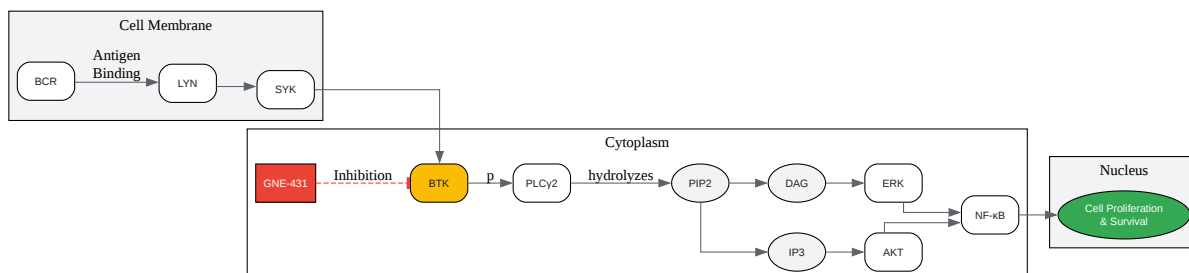 Cell Membrane
Antigen
Binding
BCR
LYN
SYK
Cytoplasm
GNE-431
Inhibition
BTK
p
PLCγ2
hydrolyzes
PIP2
DAG
ERK
NF-κB
IP3
AKT
Nucleus
Cell Proliferation
& Survival